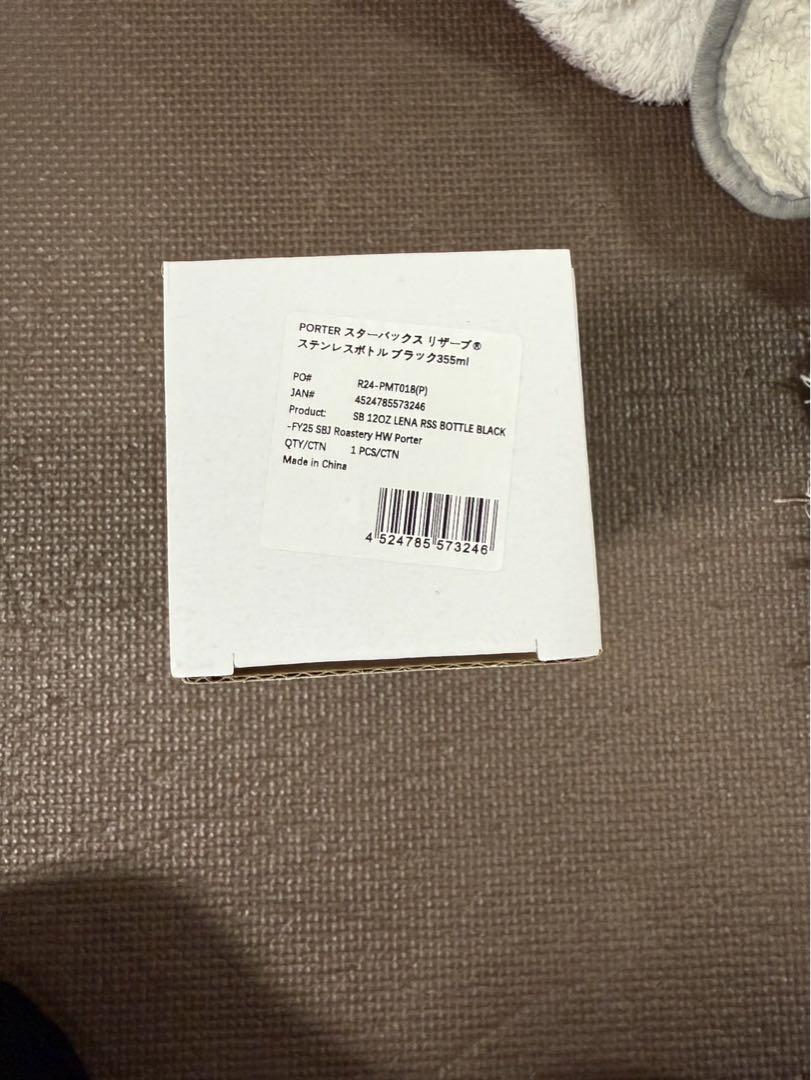 PORTER スターバックス リザーブ®
ステンレスボトル ブラック355ml
PO# R24-PMT018(P)
JAN# 4524785573246
Product: SB 12OZ LENA RSS BOTTLE BLACK
-FY25 SBJ Roastery HW Porter
QTY/CTN 1 PCS/CTN
Made in China
4 524785 573246